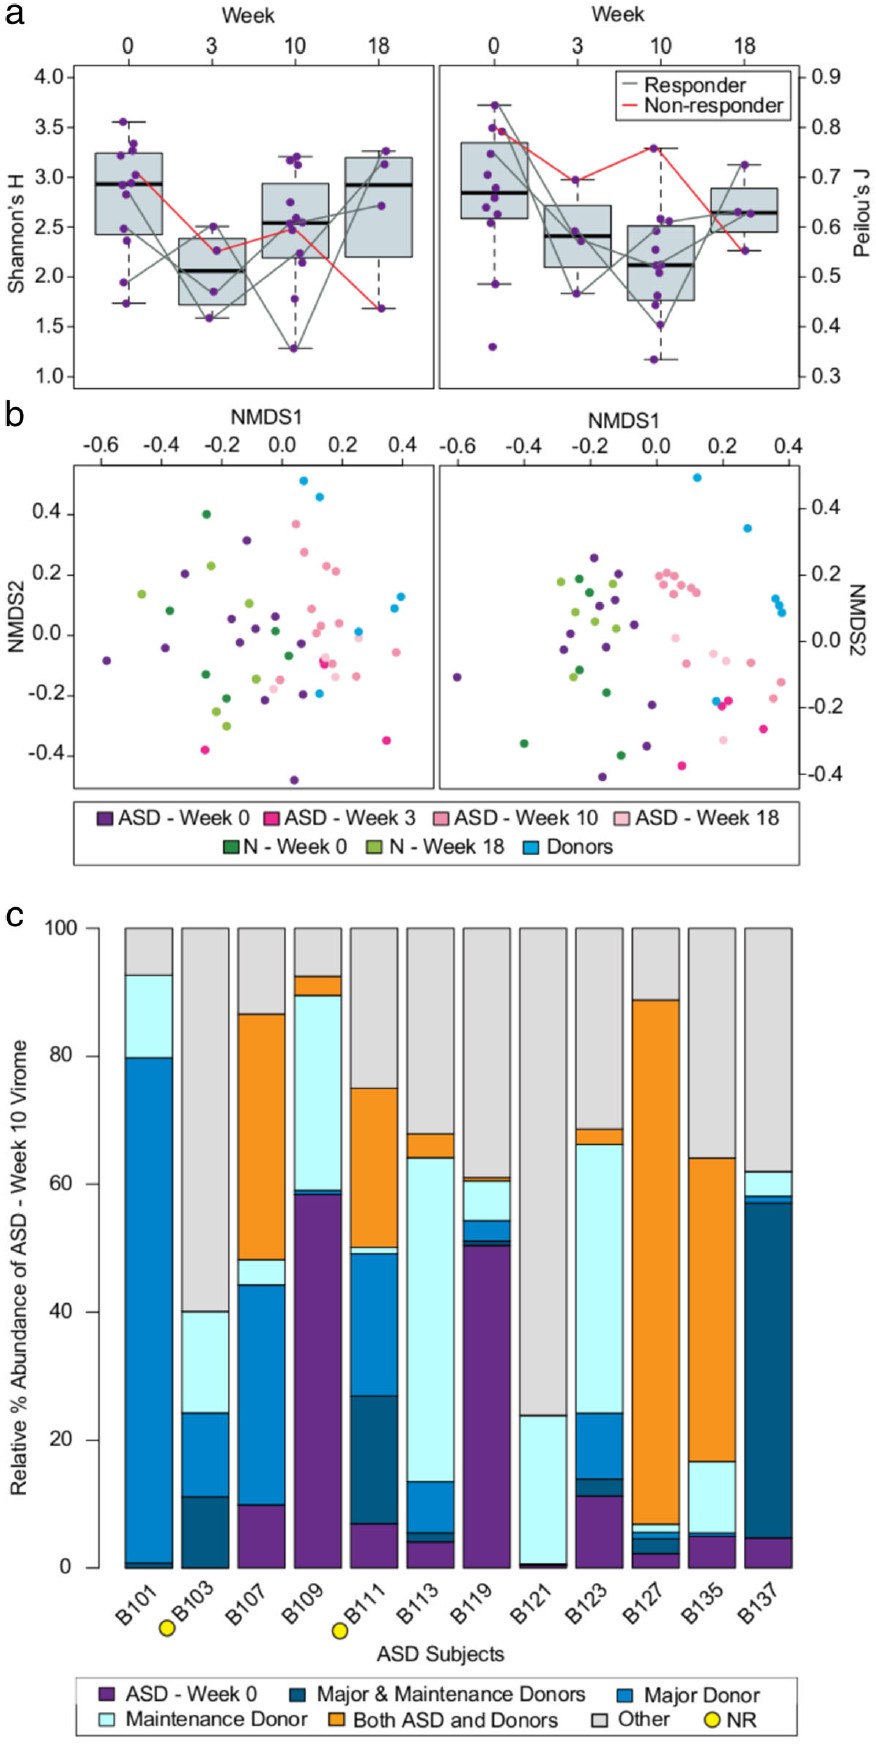 a
Week
Week
0 3 10 18
0 3 10 18
4.0
3.5
3.0
2.5
2.0
1.5
1.0
Shannon's H
Responder
Non-responder
0.9
0.8
0.7
0.6
0.5
0.4
0.3
Peilou's J
b
NMDS1
NMDS1
-0.6 -0.4 -0.2 0.0 0.2 0.4
-0.6 -0.4 -0.2 0.0 0.2 0.4
0.4
0.2
0.0
-0.2
-0.4
NMDS2
0.4
0.2
0.0
-0.2
-0.4
NMDS2
ASD - Week 0 ASD - Week 3 ASD - Week 10 ASD - Week 18
N - Week 0 N - Week 18 Donors
c
100
80
60
40
20
0
Relative % Abundance of ASD - Week 10 Virome
B101 B103 B107 B109 B111 B113 B119 B121 B123 B127 B135 B137
ASD Subjects
ASD - Week 0 Major & Maintenance Donors Major Donor
Maintenance Donor Both ASD and Donors Other NR